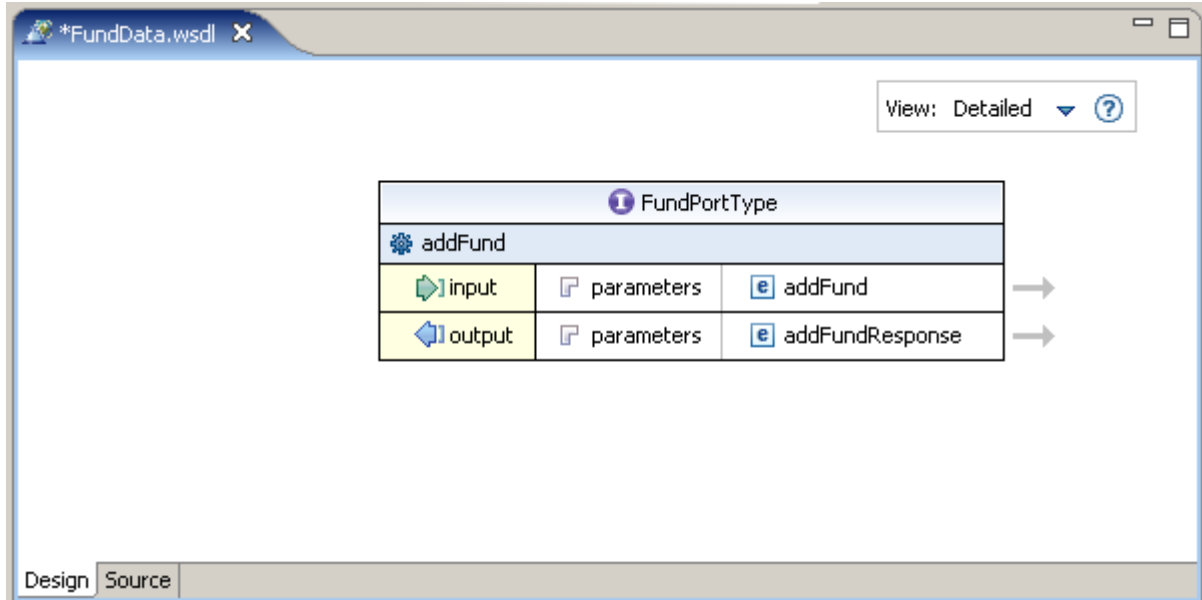 *FundData.wsdl
View: Detailed
FundPortType
addFund
input parameters e addFund
output parameters e addFundResponse
Design Source